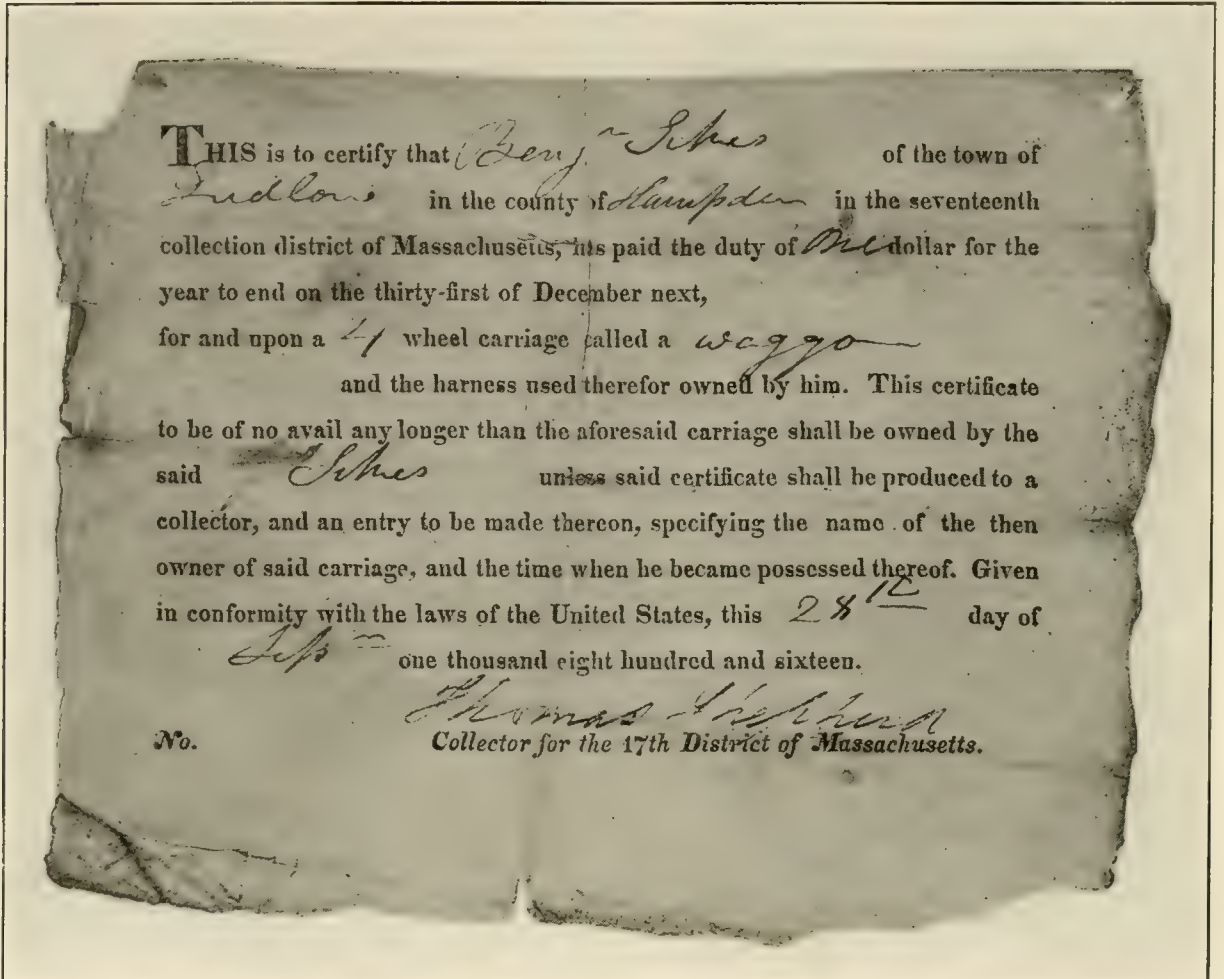 THIS is to certify that Benjn Sikes of the town of
Ludlow in the county of Hampden in the seventeenth
collection district of Massachusetts, has paid the duty of One dollar for the
year to end on the thirty-first of December next,
for and upon a 4 wheel carriage called a waggon
and the harness used therefor owned by him. This certificate
to be of no avail any longer than the aforesaid carriage shall be owned by the
said Sikes unless said certificate shall be produced to a
collector, and an entry to be made thereon, specifying the name of the then
owner of said carriage, and the time when he became possessed thereof. Given
in conformity with the laws of the United States, this 28th day of
one thousand eight hundred and sixteen.
Thomas Shepherd
No. Collector for the 17th District of Massachusetts.